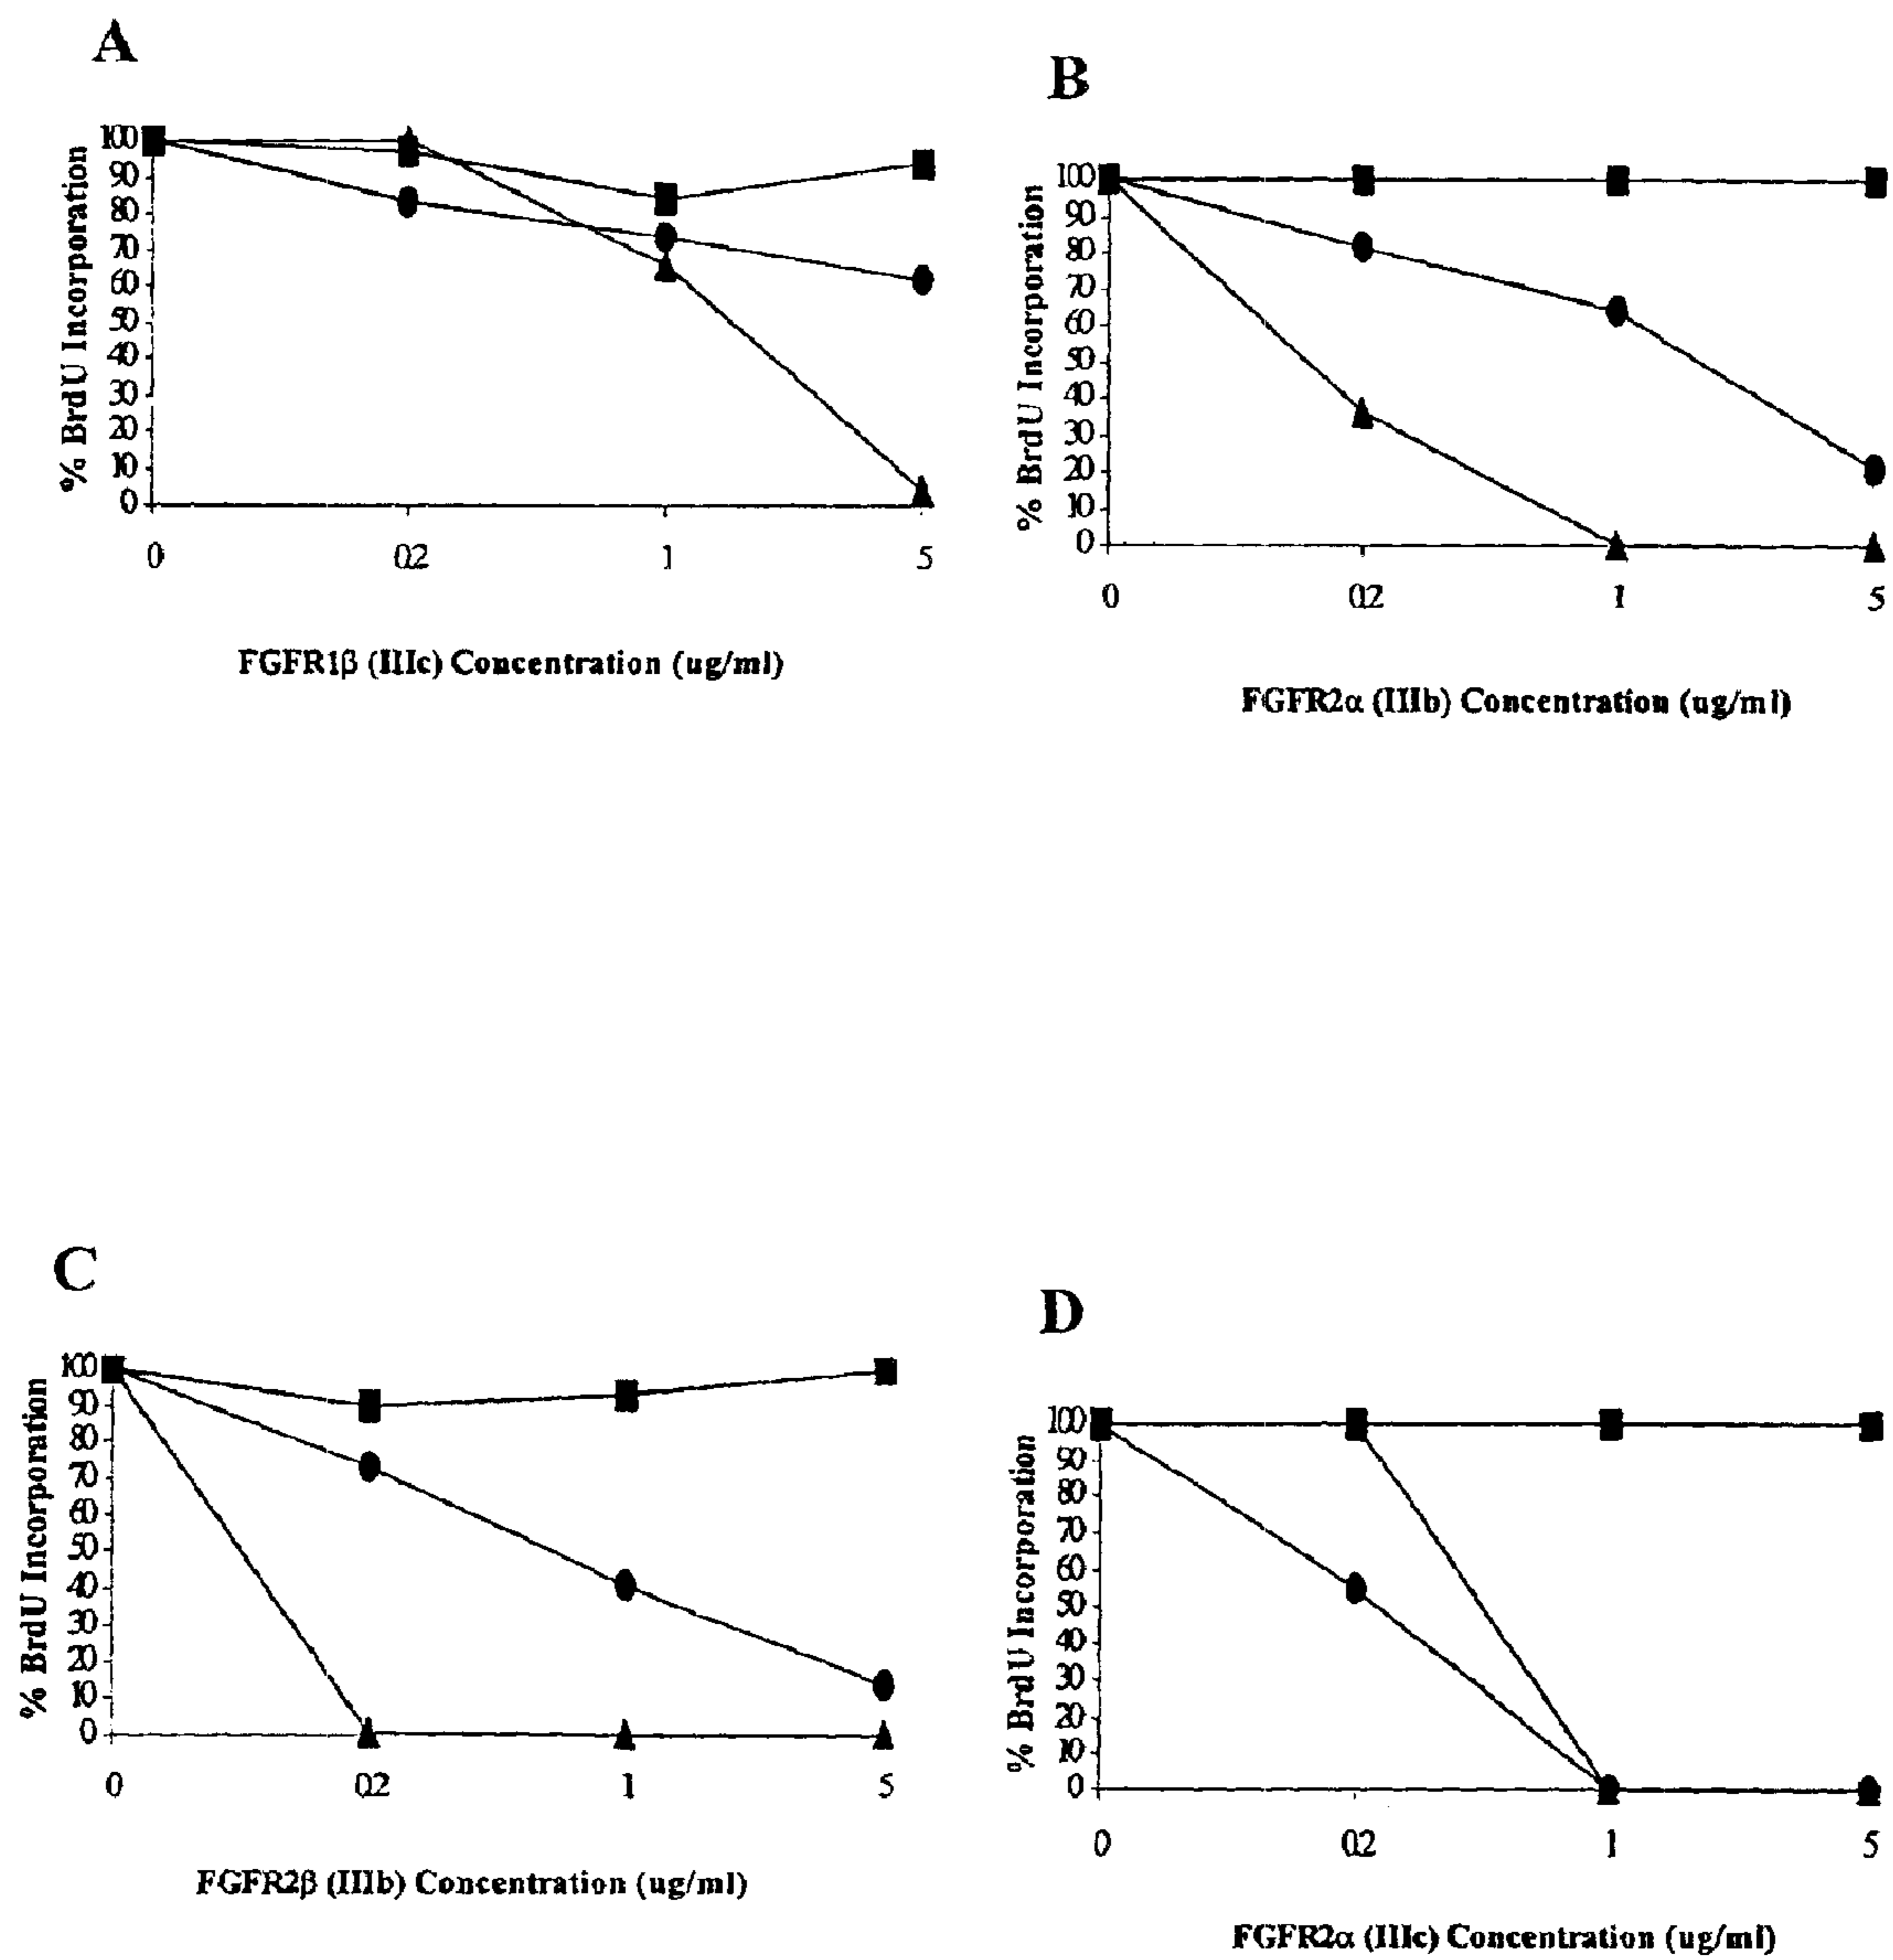 A
% BrdU Incorporation
100
90
80
70
60
50
40
30
20
10
0
0 02 1 5
FGFR1β (IIIc) Concentration (ug/ml)
B
% BrdU Incorporation
100
90
80
70
60
50
40
30
20
10
0
0 02 1 5
FGFR2α (IIIb) Concentration (ug/ml)
C
% BrdU Incorporation
100
90
80
70
60
50
40
30
20
10
0
0 02 1 5
FGFR2β (IIIb) Concentration (ug/ml)
D
% BrdU Incorporation
100
90
80
70
60
50
40
30
20
10
0
0 02 1 5
FGFR2α (IIIc) Concentration (ug/ml)